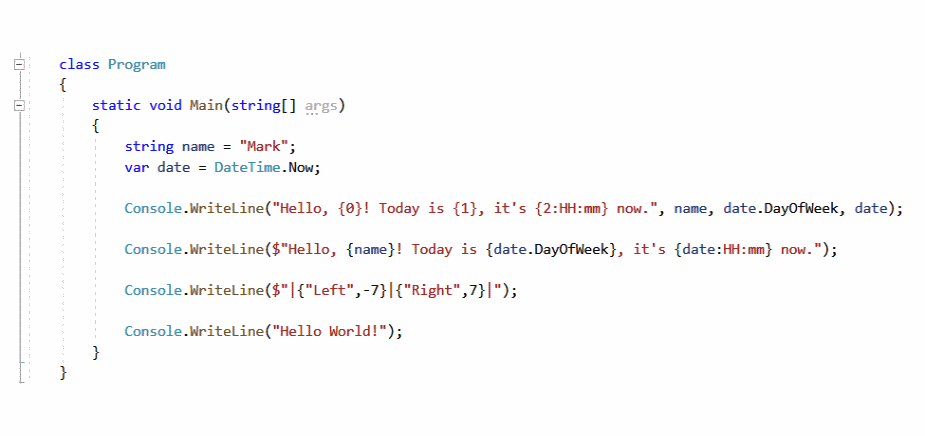 class Program
{
static void Main(string[] args)
{
string name = "Mark";
var date = DateTime.Now;
Console.WriteLine("Hello, {0}! Today is {1}, it's {2:HH:mm} now.", name, date.DayOfWeek, date);
Console.WriteLine($"Hello, {name}! Today is {date.DayOfWeek}, it's {date:HH:mm} now.");
Console.WriteLine($"|{"Left",-7}|{"Right",7}|");
Console.WriteLine("Hello World!");
}
}